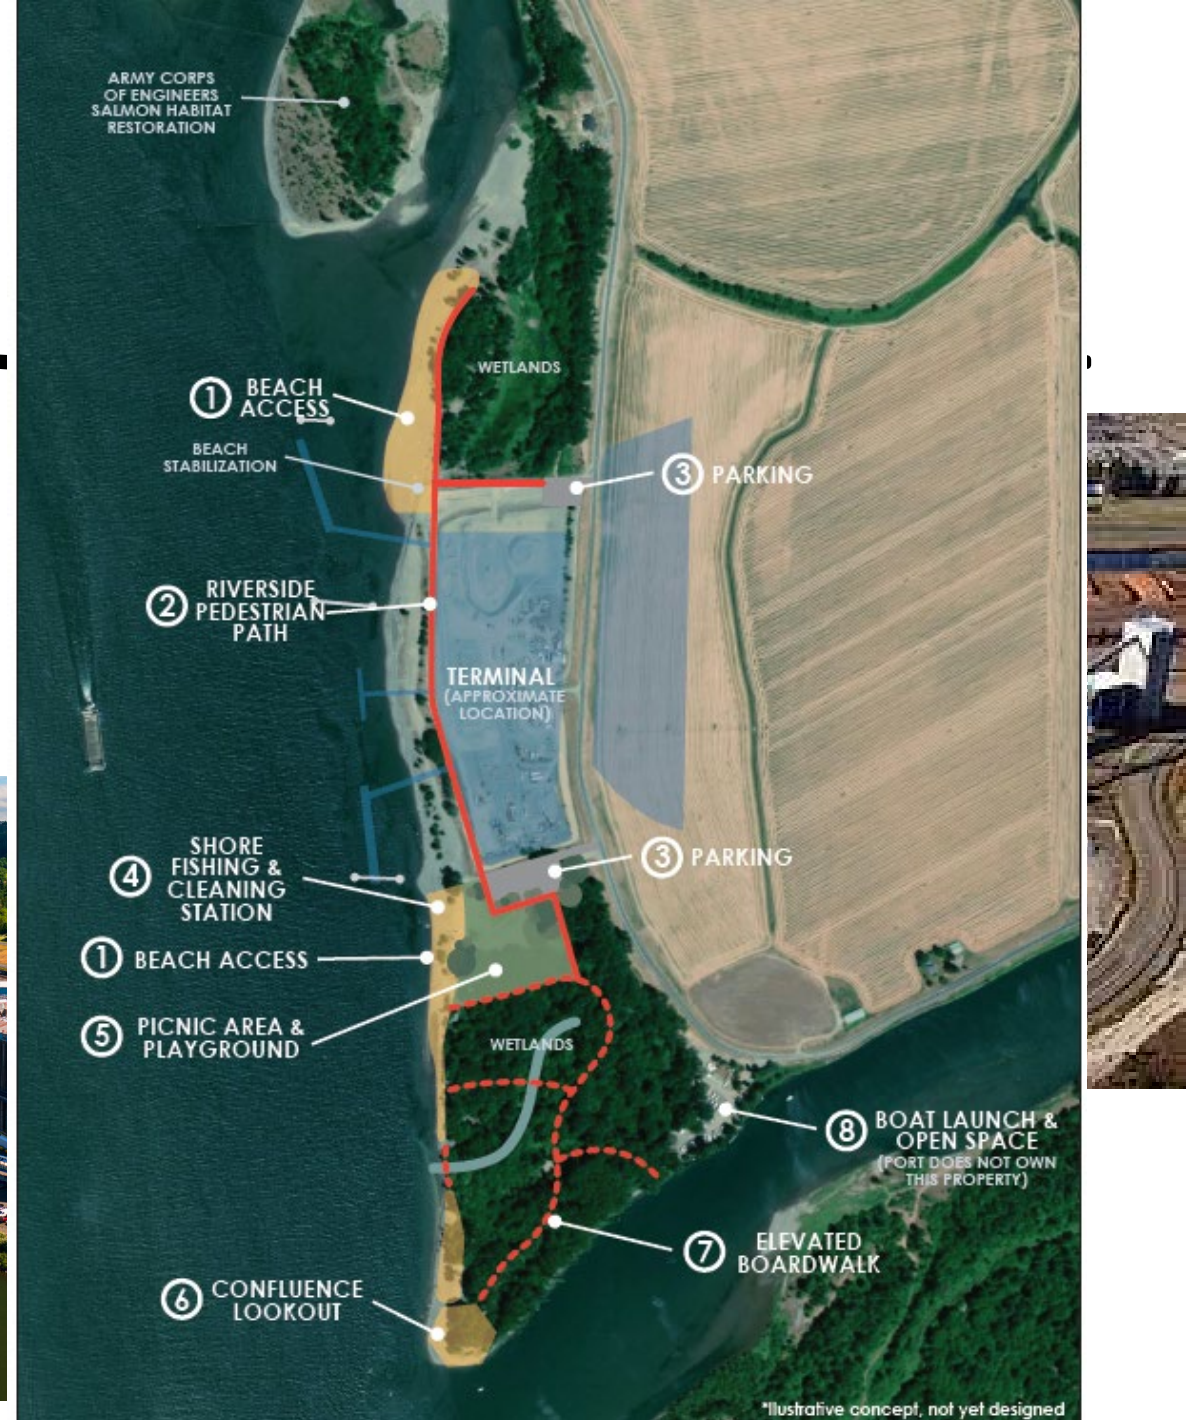 ARMY CORPS
OF ENGINEERS
SALMON HABITAT
RESTORATION
WETLANDS
1 BEACH
ACCESS
BEACH
STABILIZATION
3 PARKING
2 RIVERSIDE
PEDESTRIAN
PATH
TERMINAL
(APPROXIMATE
LOCATION)
4 SHORE
FISHING &
CLEANING
STATION
3 PARKING
1 BEACH ACCESS
5 PICNIC AREA &
PLAYGROUND
WETLANDS
8 BOAT LAUNCH &
OPEN SPACE
(PORT DOES NOT OWN
THIS PROPERTY)
7 ELEVATED
BOARDWALK
6 CONFLUENCE
LOOKOUT
*Ilustrative concept, not yet designed